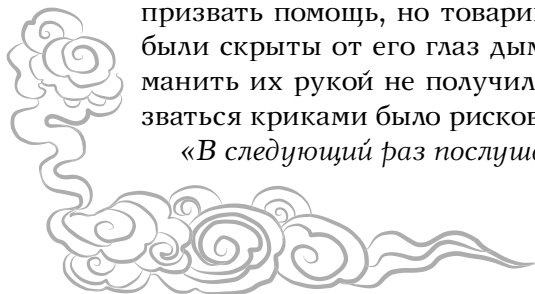 призвать помощь, но товари
были скрыты от его глаз дым
манить их рукой не получил
зваться криками было рисков
«В следующий раз послуша